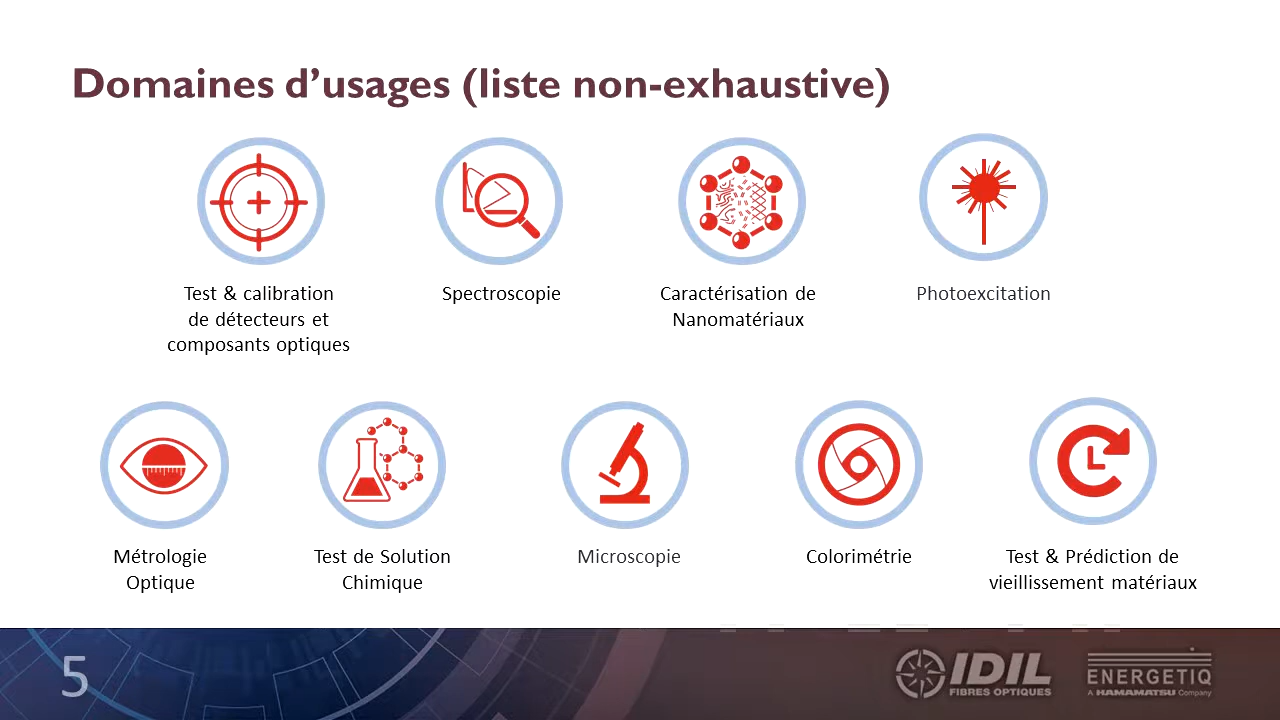 Domaines d’usages (liste non-exhaustive)
Test & calibration
de détecteurs et
composants optiques
Spectroscopie
Caractérisation de
Nanomatériaux
Photoexcitation
Métrologie
Optique
Test de Solution
Chimique
Microscopie
Colorimétrie
Test & Prédiction de
vieillissement matériaux
5
IDIL
FIBRES OPTIQUES
ENERGETIQ
A HAMAMATSU Company